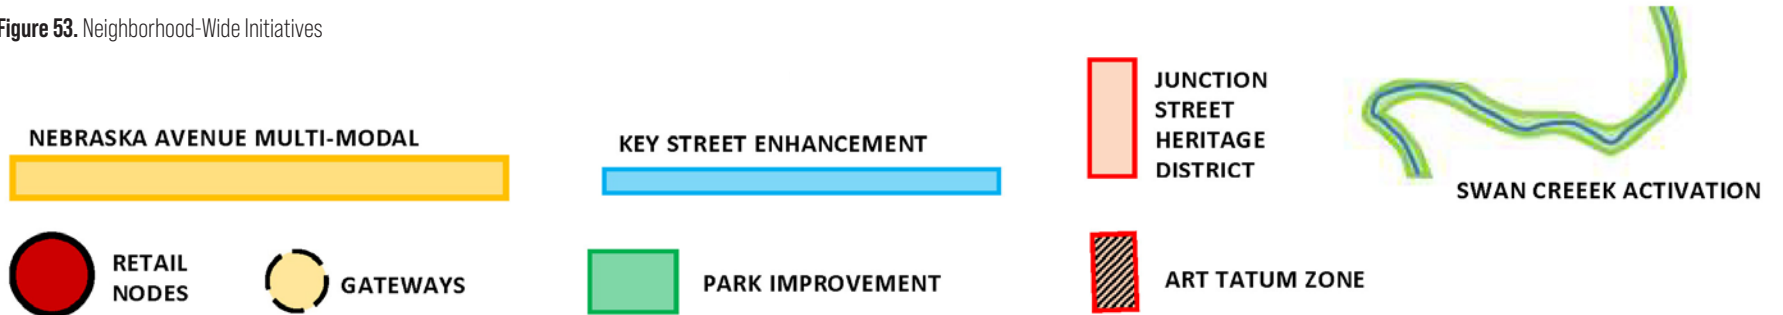 Figure 53. Neighborhood-Wide Initiatives
NEBRASKA AVENUE MULTI-MODAL
KEY STREET ENHANCEMENT
JUNCTION
STREET
HERITAGE
DISTRICT
SWAN CREEEK ACTIVATION
RETAIL
NODES
GATEWAYS
PARK IMPROVEMENT
ART TATUM ZONE